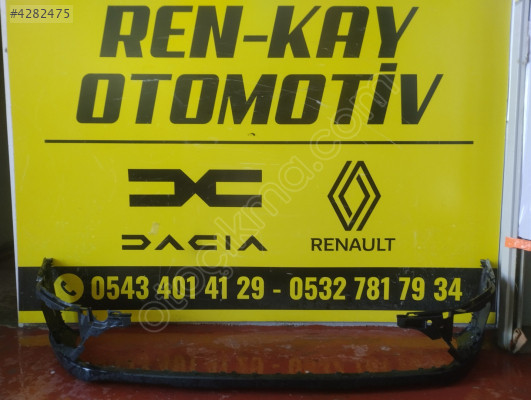 #4282475
REN-KAY
OTOMOTİV
DACIA
RENAULT
0543 401 41 29 - 0532 781 79 34